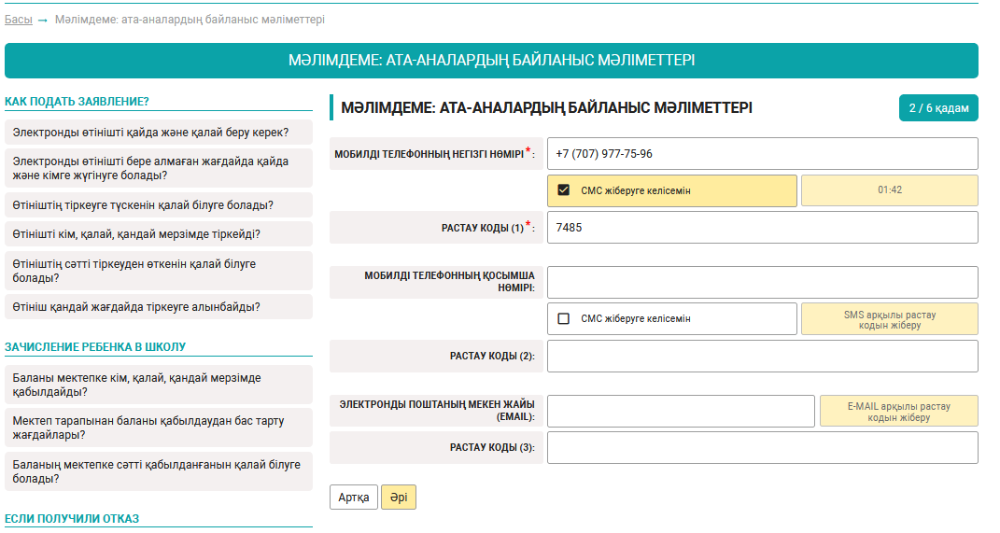 Басы → Мәлімдеме: ата-аналардың байланыс мәліметтері
МӘЛІМДЕМЕ: АТА-АНАЛАРДЫҢ БАЙЛАНЫС МӘЛІМЕТТЕРІ
КАК ПОДАТЬ ЗАЯВЛЕНИЕ?
Электронды өтінішті қайда және қалай беру керек?
Электронды өтінішті бере алмаған жағдайда қайда
және кімге жүгінуге болады?
Өтініштің тіркеуге түскенін қалай білуге болады?
Өтінішті кім, қалай, қандай мерзімде тіркейді?
Өтініштің сәтті тіркеуден өткенін қалай білуге
болады?
Өтініш қандай жағдайда тіркеуге алынбайды?
ЗАЧИСЛЕНИЕ РЕБЕНКА В ШКОЛУ
Баланы мектепке кім, қалай, қандай мерзімде
қабылдайды?
Мектеп тарапынан баланы қабылдаудан бас тарту
жағдайлары?
Баланың мектепке сәтті қабылданғанын қалай білуге
болады?
ЕСЛИ ПОЛУЧИЛИ ОТКАЗ
МӘЛІМДЕМЕ: АТА-АНАЛАРДЫҢ БАЙЛАНЫС МӘЛІМЕТТЕРІ
2 / 6 қадам
МОБИЛДІ ТЕЛЕФОННЫҢ НЕГІЗГІ НӨМІРІ*:
+7 (707) 977-75-96
СМС жіберуге келісемін
01:42
РАСТАУ КОДЫ (1)*:
7485
МОБИЛДІ ТЕЛЕФОННЫҢ ҚОСЫМША
НӨМІРІ:
СМС жіберуге келісемін
SMS арқылы растау
кодын жіберу
РАСТАУ КОДЫ (2):
ЭЛЕКТРОНДЫ ПОШТАНЫҢ МЕКЕН ЖАЙЫ
(EMAIL):
E-MAIL арқылы растау
кодын жіберу
РАСТАУ КОДЫ (3):
Артқа
Әрі